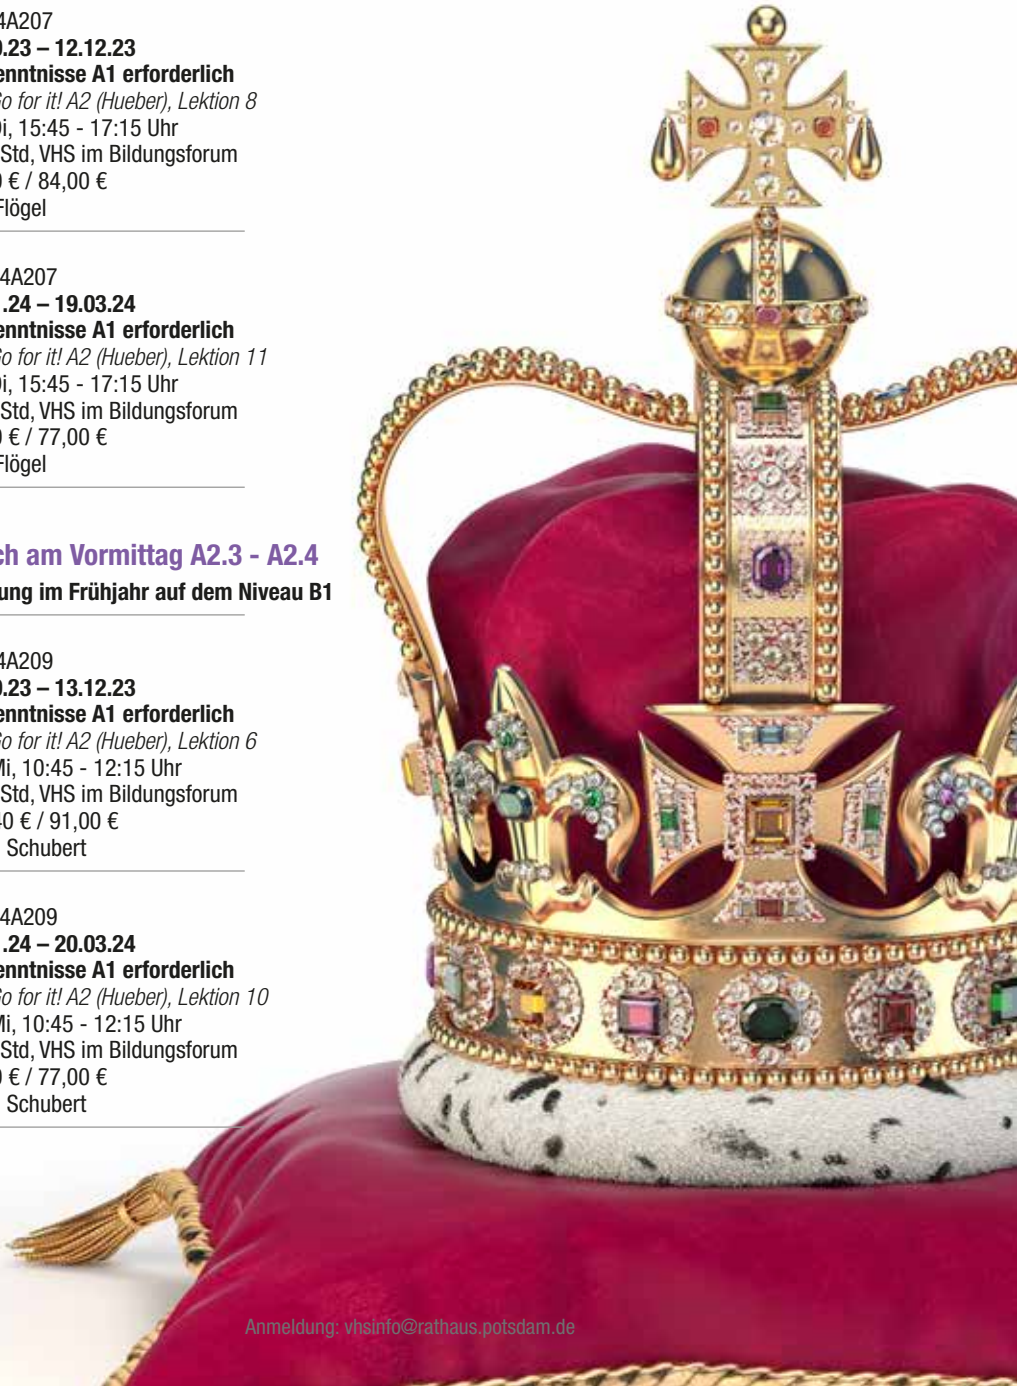 4A207
.23 – 12.12.23
enntnisse A1 erforderlich
o for it! A2 (Hueber), Lektion 8
i, 15:45 - 17:15 Uhr
Std, VHS im Bildungsforum
€ / 84,00 €
Flögel
4A207
.24 – 19.03.24
enntnisse A1 erforderlich
o for it! A2 (Hueber), Lektion 11
i, 15:45 - 17:15 Uhr
Std, VHS im Bildungsforum
€ / 77,00 €
Flögel
ch am Vormittag A2.3 - A2.4
ung im Frühjahr auf dem Niveau B1
4A209
.23 – 13.12.23
enntnisse A1 erforderlich
o for it! A2 (Hueber), Lektion 6
Mi, 10:45 - 12:15 Uhr
Std, VHS im Bildungsforum
40 € / 91,00 €
Schubert
4A209
.24 – 20.03.24
enntnisse A1 erforderlich
o for it! A2 (Hueber), Lektion 10
Mi, 10:45 - 12:15 Uhr
Std, VHS im Bildungsforum
€ / 77,00 €
Schubert
Anmeldung: vhsinfo@rathaus.potsdam.de